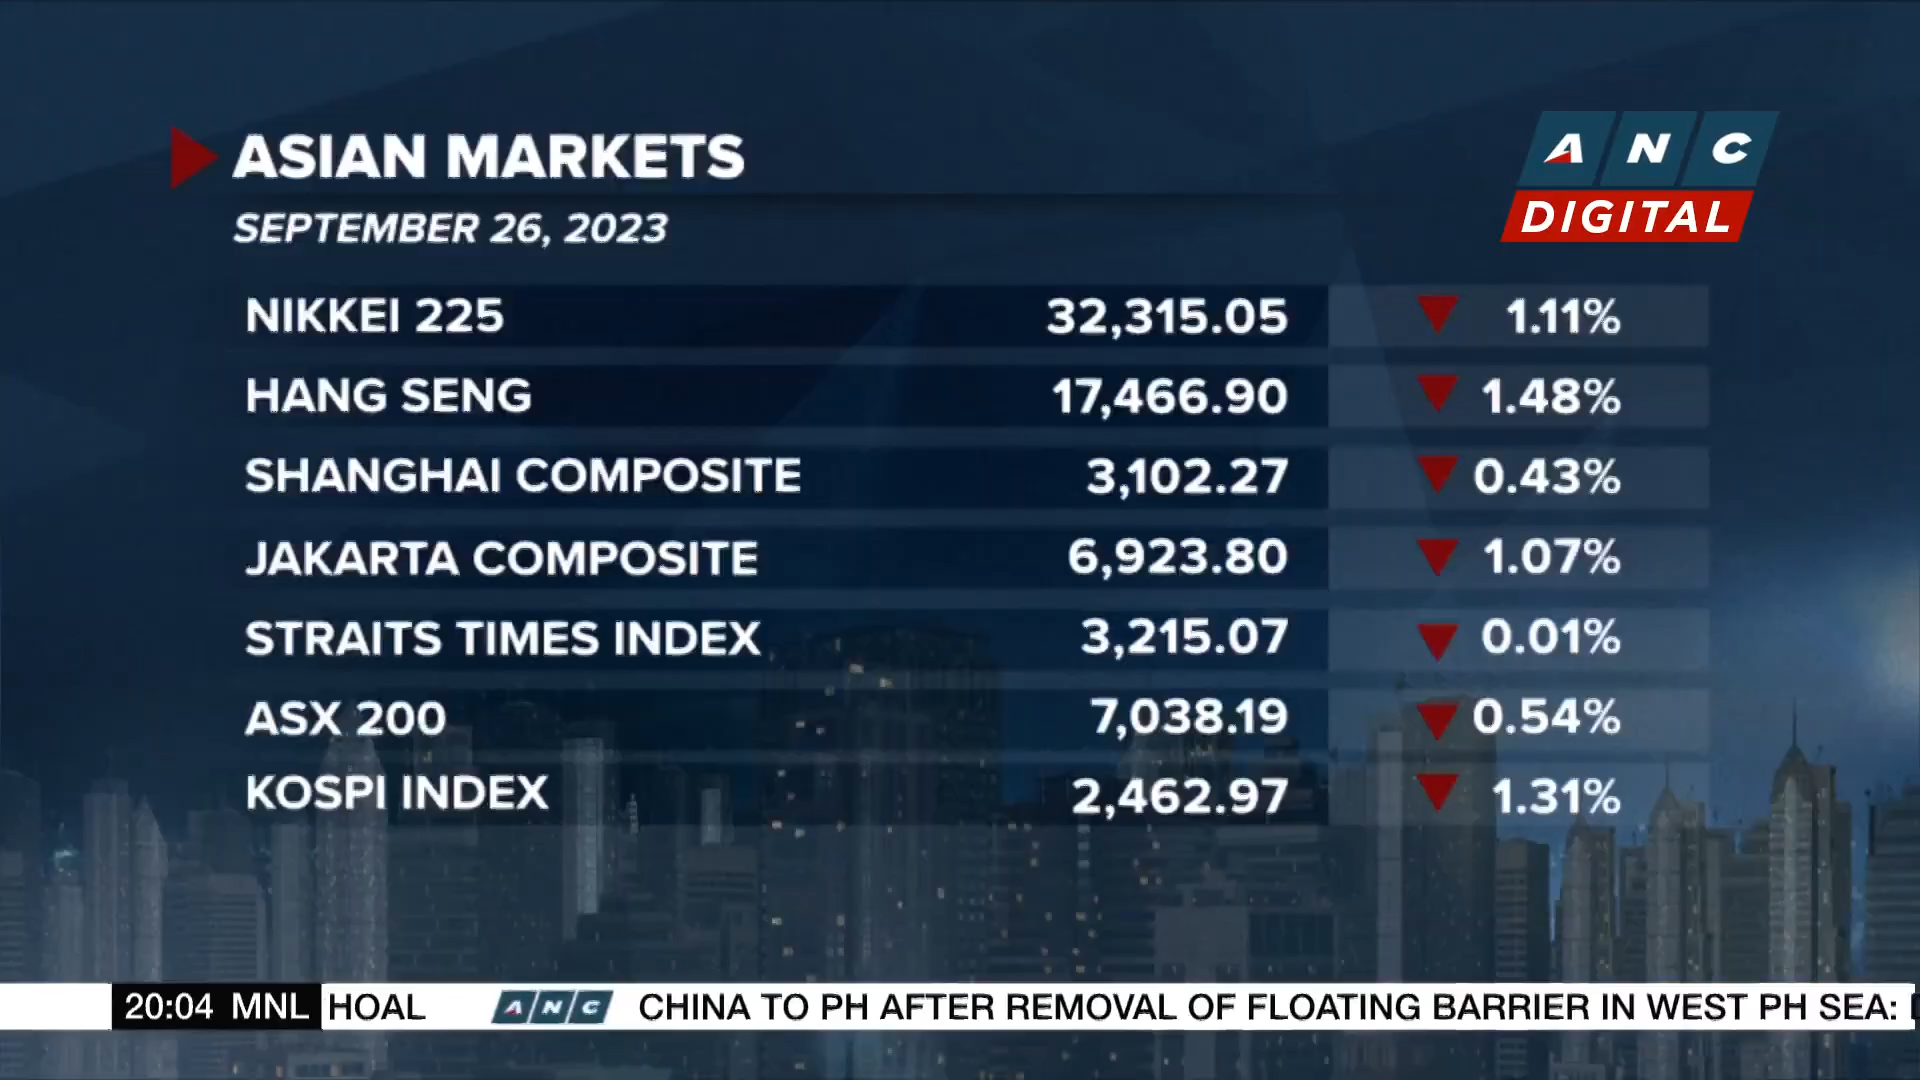 ASIAN MARKETS
SEPTEMBER 26, 2023
ANC
DIGITAL
NIKKEI 225 32,315.05 1.11%
HANG SENG 17,466.90 1.48%
SHANGHAI COMPOSITE 3,102.27 0.43%
JAKARTA COMPOSITE 6,923.80 1.07%
STRAITS TIMES INDEX 3,215.07 0.01%
ASX 200 7,038.19 0.54%
KOSPI INDEX 2,462.97 1.31%
20:04 MNL HOAL ANC CHINA TO PH AFTER REMOVAL OF FLOATING BARRIER IN WEST PH SEA: